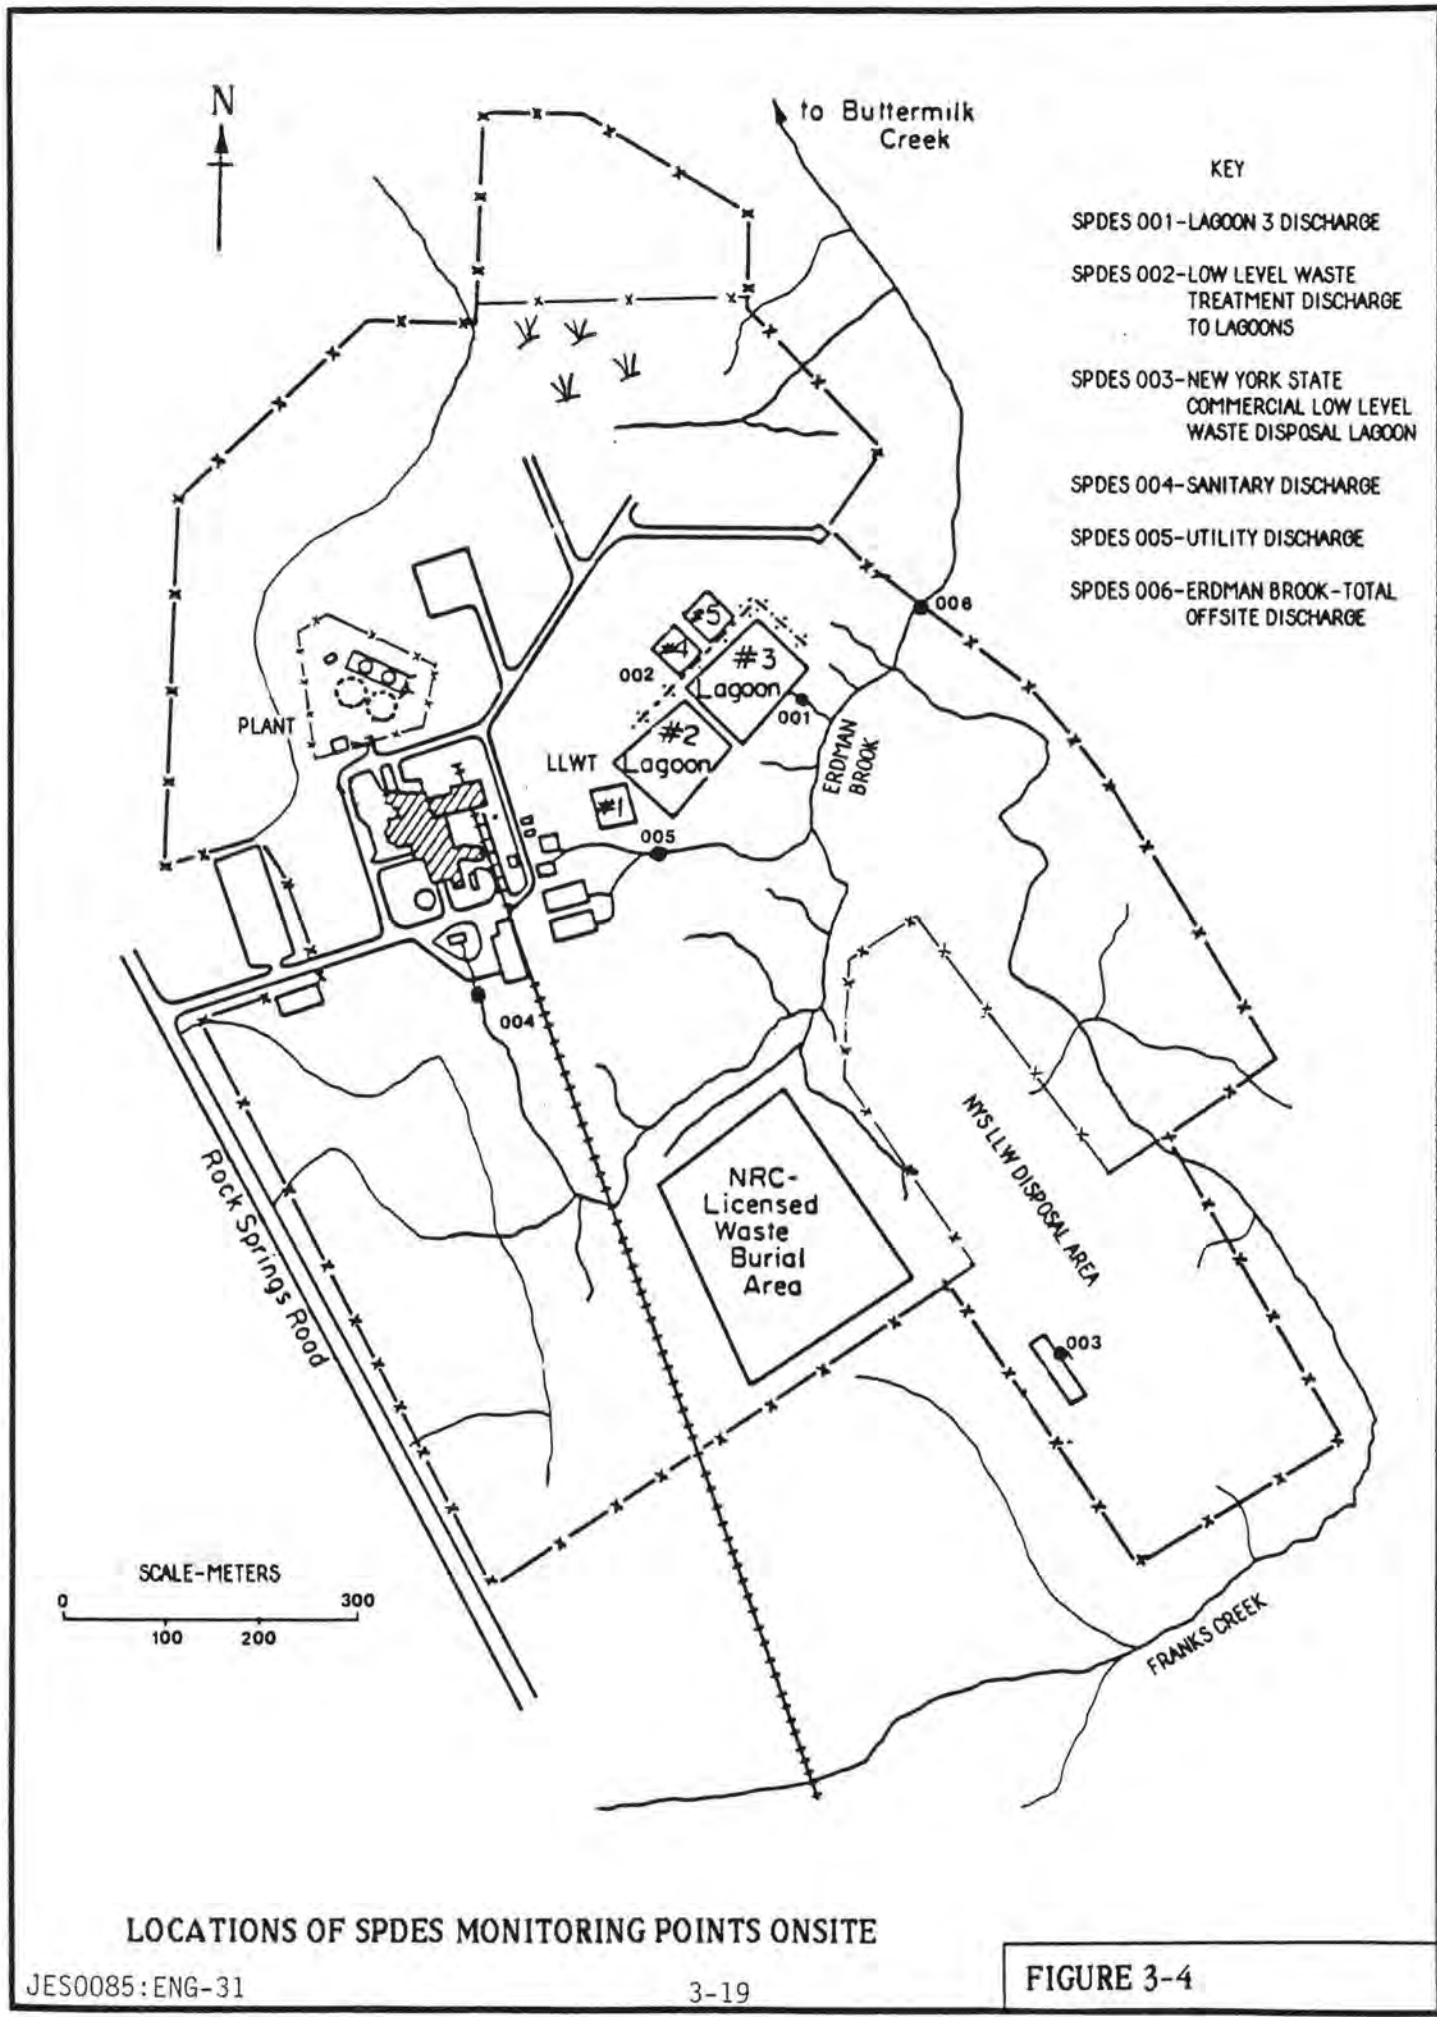 N
to Buttermilk
Creek
KEY
SPDES 001-LAGOON 3 DISCHARGE
SPDES 002-LOW LEVEL WASTE
TREATMENT DISCHARGE
TO LAGOONS
SPDES 003-NEW YORK STATE
COMMERCIAL LOW LEVEL
WASTE DISPOSAL LAGOON
SPDES 004-SANITARY DISCHARGE
SPDES 005-UTILITY DISCHARGE
SPDES 006-ERDMAN BROOK-TOTAL
OFFSITE DISCHARGE
006
#5
#4
#3
Lagoon
002
001
PLANT
#2
Lagoon
LLWT
#1
ERDMAN
BROOK
005
004
NYS LLW DISPOSAL AREA
Rock Springs Road
NRC-
Licensed
Waste
Burial
Area
003
SCALE-METERS
0
300
100
200
FRANKS CREEK
LOCATIONS OF SPDES MONITORING POINTS ONSITE
FIGURE 3-4
JES0085:ENG-31
3-19